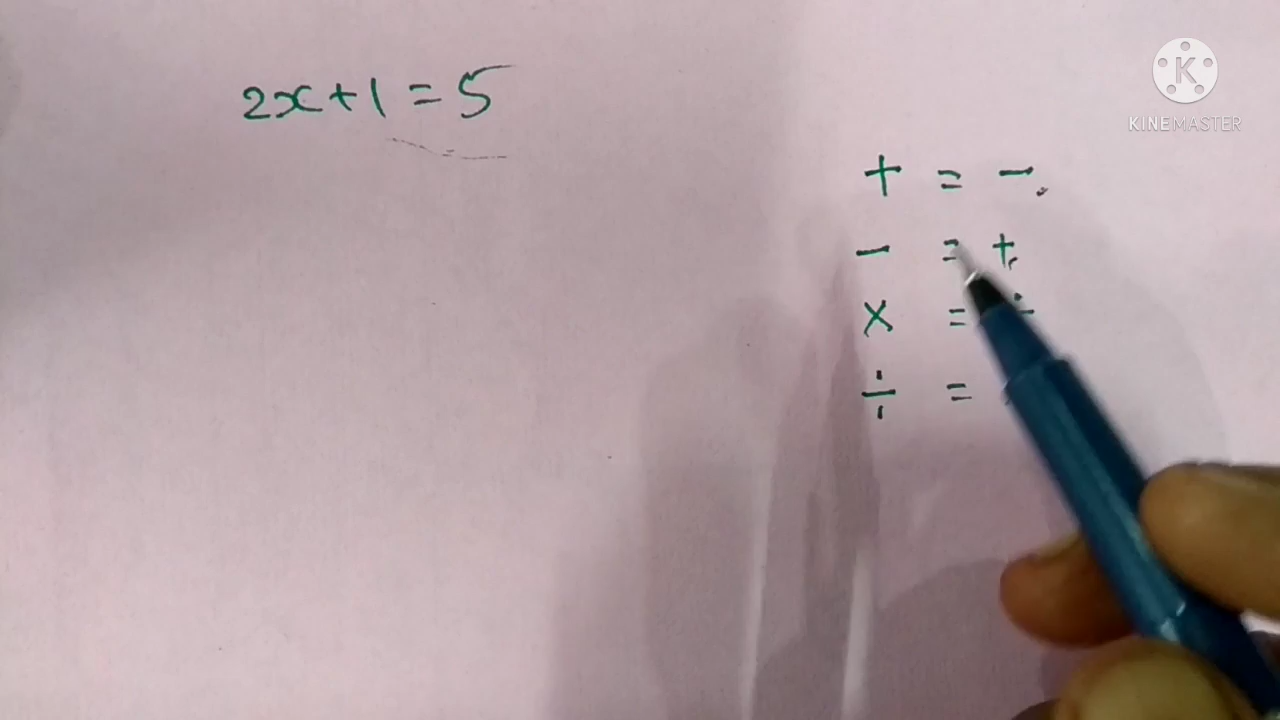 2x+1=5
K
KINEMASTER
+ = -
- = +
× = ÷
÷ =